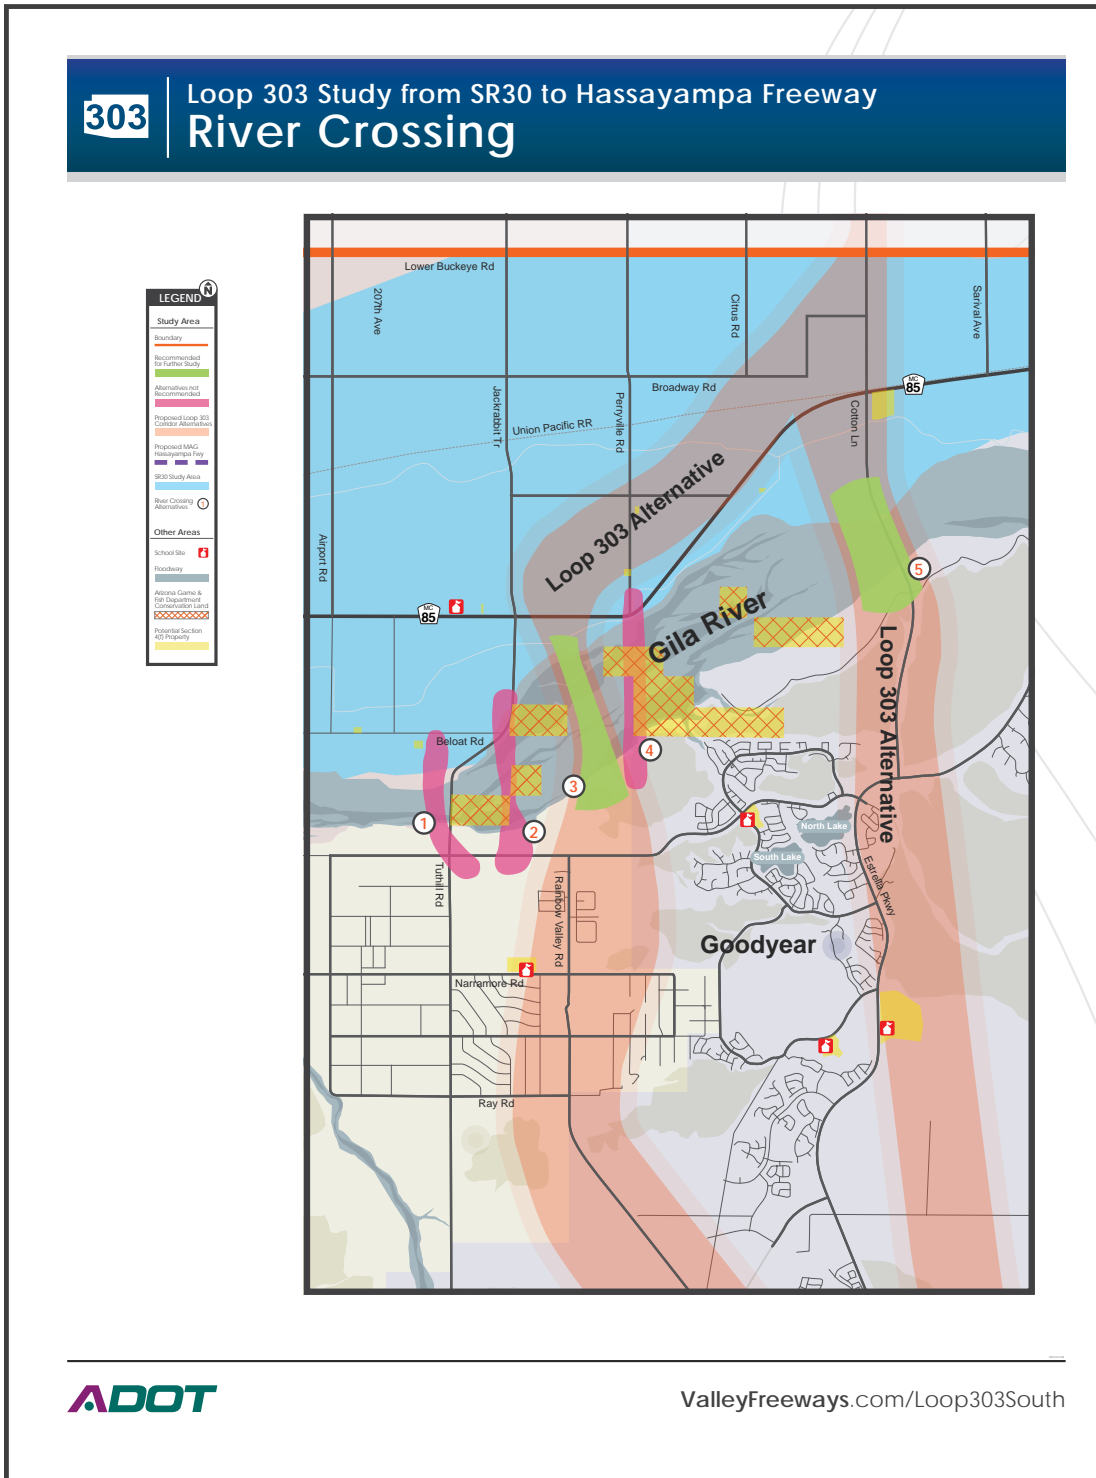 303
Loop 303 Study from SR30 to Hassayampa Freeway
River Crossing
N
LEGEND
Study Area
Boundary
Recommended
for Further Study
Alternatives not
Recommended
Proposed Loop 303
Corridor Alternatives
Proposed MAG
Hassayampa Fwy
SR30 Study Area
River Crossing
Alternatives
1
Other Areas
School Site
Floodway
Arizona Game &
Fish Department
Conservation Land
Potential Section
4(f) Property
Lower Buckeye Rd
207th Ave
Citrus Rd
Sarival Ave
Broadway Rd
MC
85
Jackrabbit Tr
Perryville Rd
Cotton Ln
Union Pacific RR
Loop 303 Alternative
Airport Rd
MC
85
5
Gila River
Loop 303 Alternative
Beloat Rd
4
3
1
2
North Lake
South Lake
Tuthill Rd
Rainbow Valley Rd
Estrella Pkwy
Goodyear
Narramore Rd
Ray Rd
ADOT
ValleyFreeways.com/Loop303South